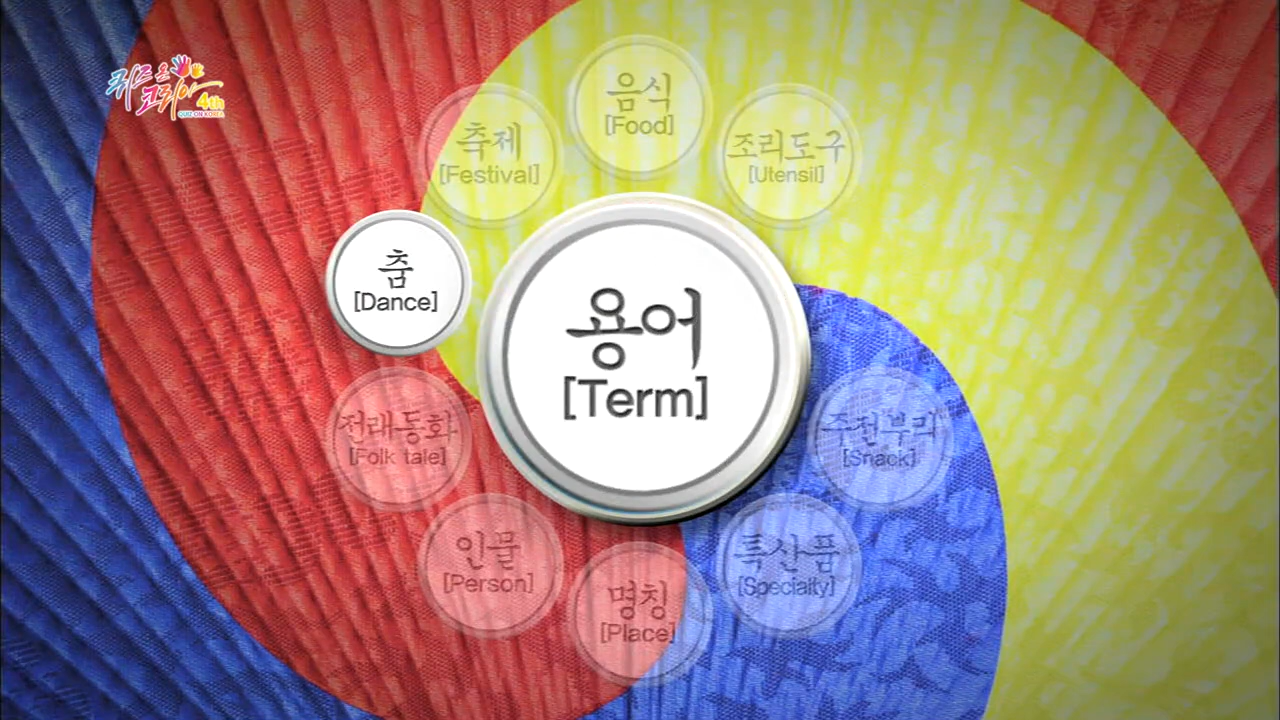 퀴즈 온
코리아
4th
QUIZ ON KOREA
음식
[Food]
축제
[Festival]
조리도구
[Utensil]
춤
[Dance]
용어
[Term]
전래동화
[Folk tale]
주전부리
[Snack]
인물
[Person]
특산품
[Specialty]
명칭
[Place]